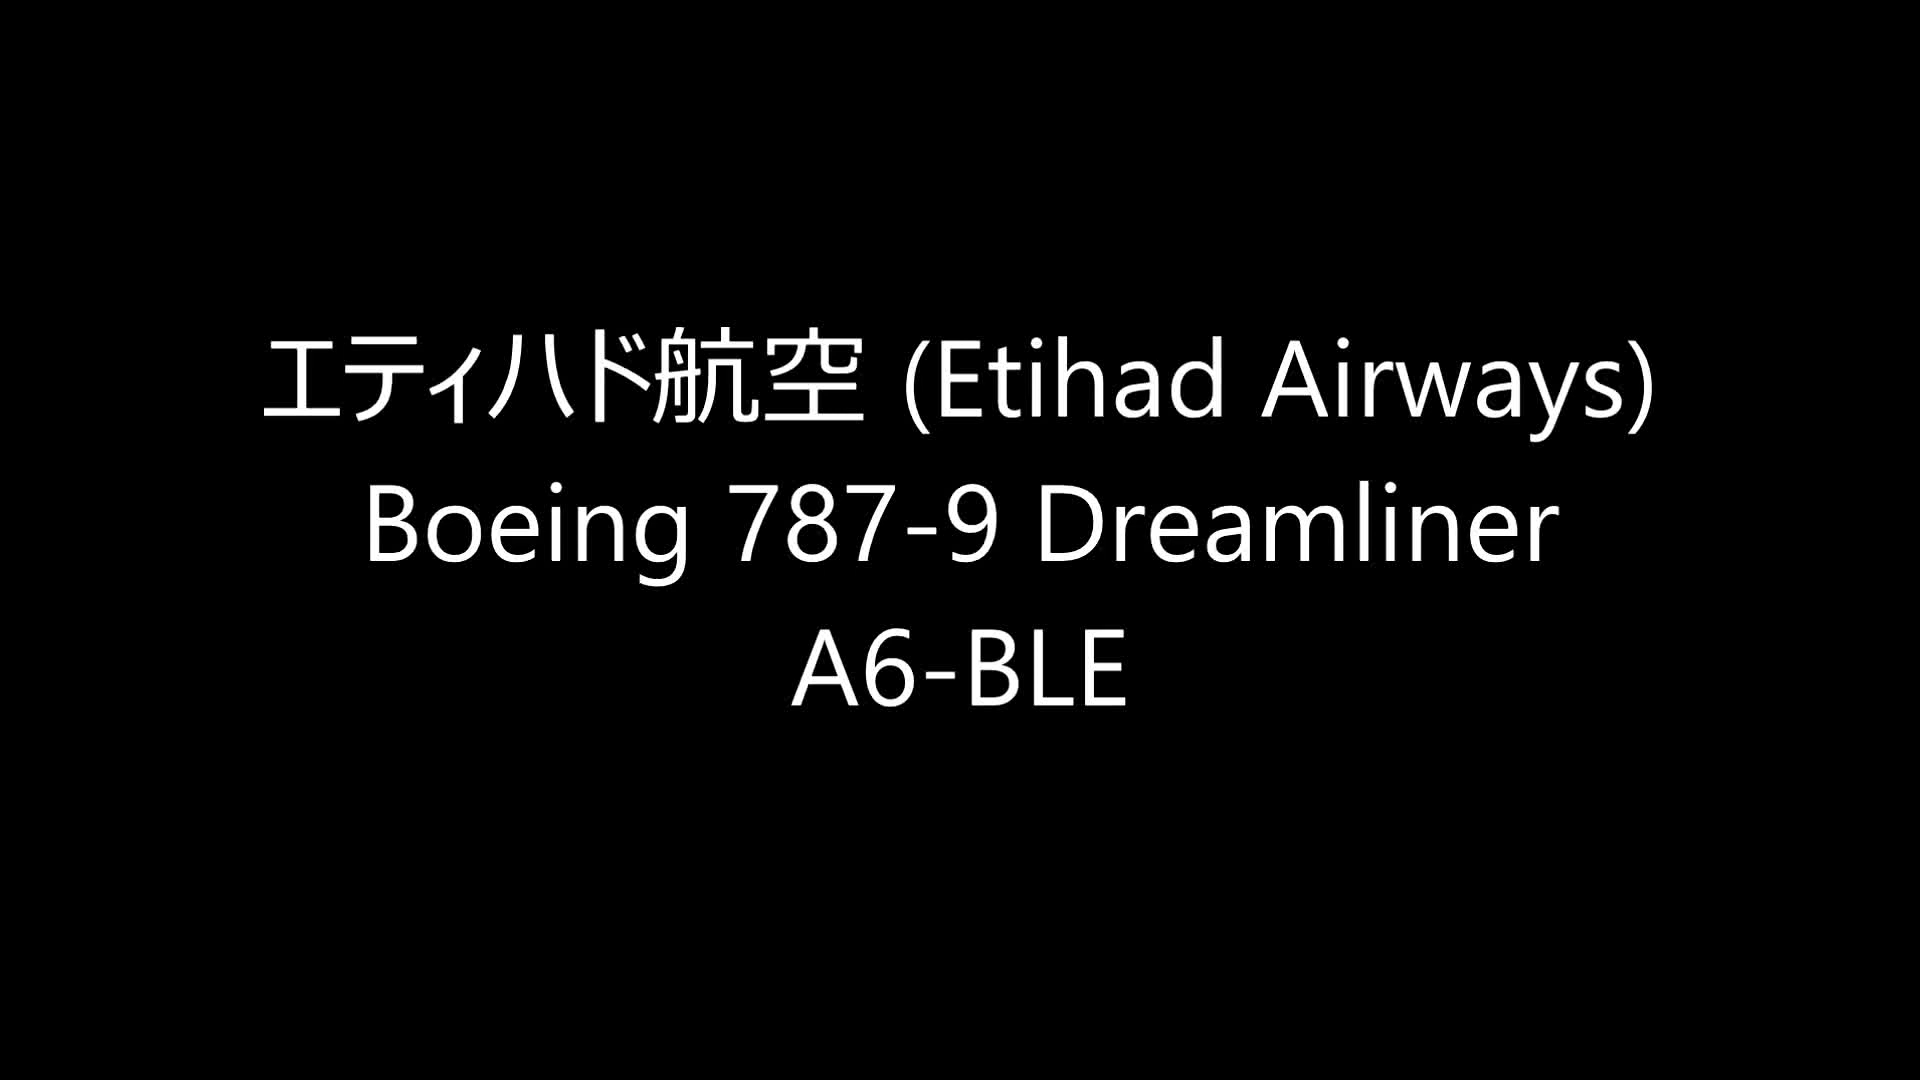 エティハド航空 (Etihad Airways)
Boeing 787-9 Dreamliner
A6-BLE